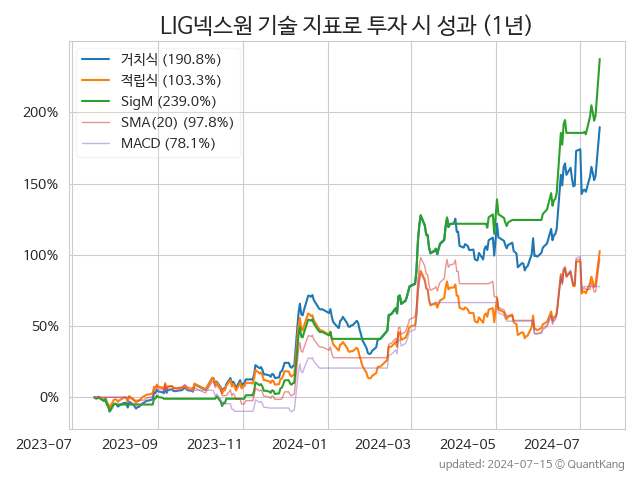 LIG넥스원 기술 지표로 투자 시 성과 (1년)
거치식 (190.8%)
적립식 (103.3%)
SigM (239.0%)
SMA(20) (97.8%)
MACD (78.1%)
200%
150%
100%
50%
0%
2023-07 2023-09 2023-11 2024-01 2024-03 2024-05 2024-07
updated: 2024-07-15 © QuantKang